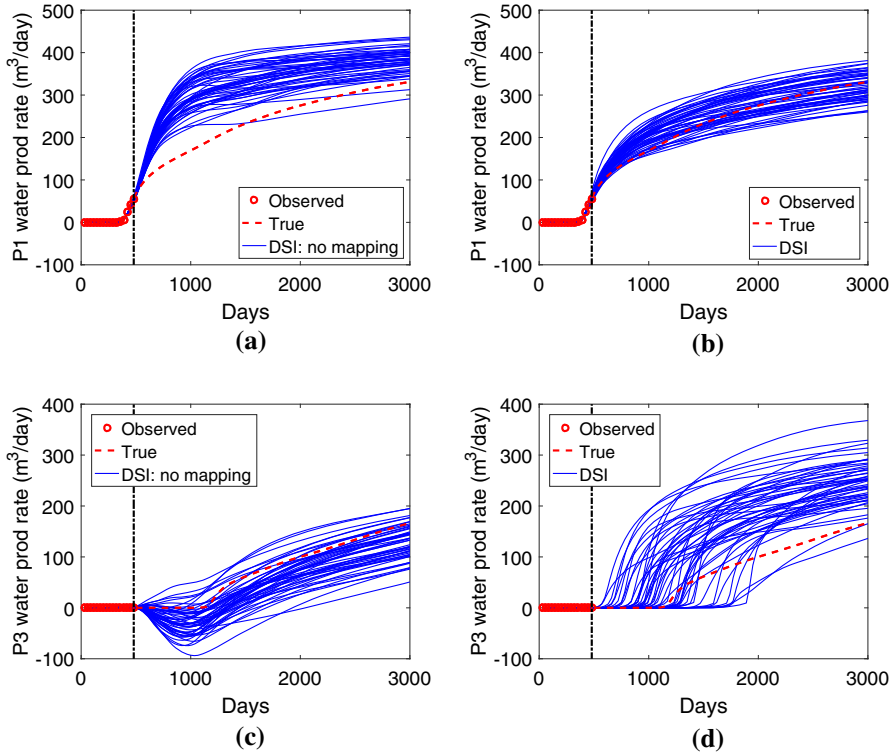 500
400
300
200
100
0
-100
P1 water prod rate (m³/day)
Observed
True
DSI: no mapping
0 1000 2000 3000
Days
(a)
500
400
300
200
100
0
-100
P1 water prod rate (m³/day)
Observed
True
DSI
0 1000 2000 3000
Days
(b)
400
300
200
100
0
-100
P3 water prod rate (m³/day)
Observed
True
DSI: no mapping
0 1000 2000 3000
Days
(c)
400
300
200
100
0
-100
P3 water prod rate (m³/day)
Observed
True
DSI
0 1000 2000 3000
Days
(d)